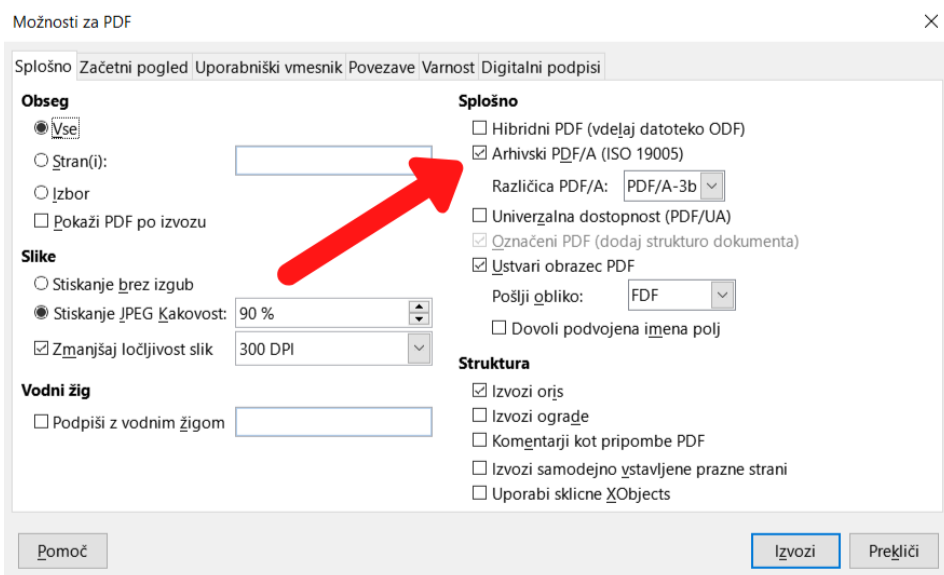 Možnosti za PDF
Splošno Začetni pogled Uporabniški vmesnik Povezave Varnost Digitalni podpisi
Obseg
Vse
Stran(i):
Izbor
Pokaži PDF po izvozu
Slike
Stiskanje brez izgub
Stiskanje JPEG Kakovost: 90 %
Zmanjšaj ločljivost slik 300 DPI
Vodni žig
Podpiši z vodnim žigom
Splošno
Hibridni PDF (vdelaj datoteko ODF)
Arhivski PDF/A (ISO 19005)
Različica PDF/A: PDF/A-3b
Univerzalna dostopnost (PDF/UA)
Označeni PDF (dodaj strukturo dokumenta)
Ustvari obrazec PDF
Pošlji obliko: FDF
Dovoli podvojena imena polj
Struktura
Izvozi oris
Izvozi ograde
Komentarji kot pripombe PDF
Izvozi samodejno vstavljene prazne strani
Uporabi sklicne XObjects
Pomoč
Izvozi
Prekliči